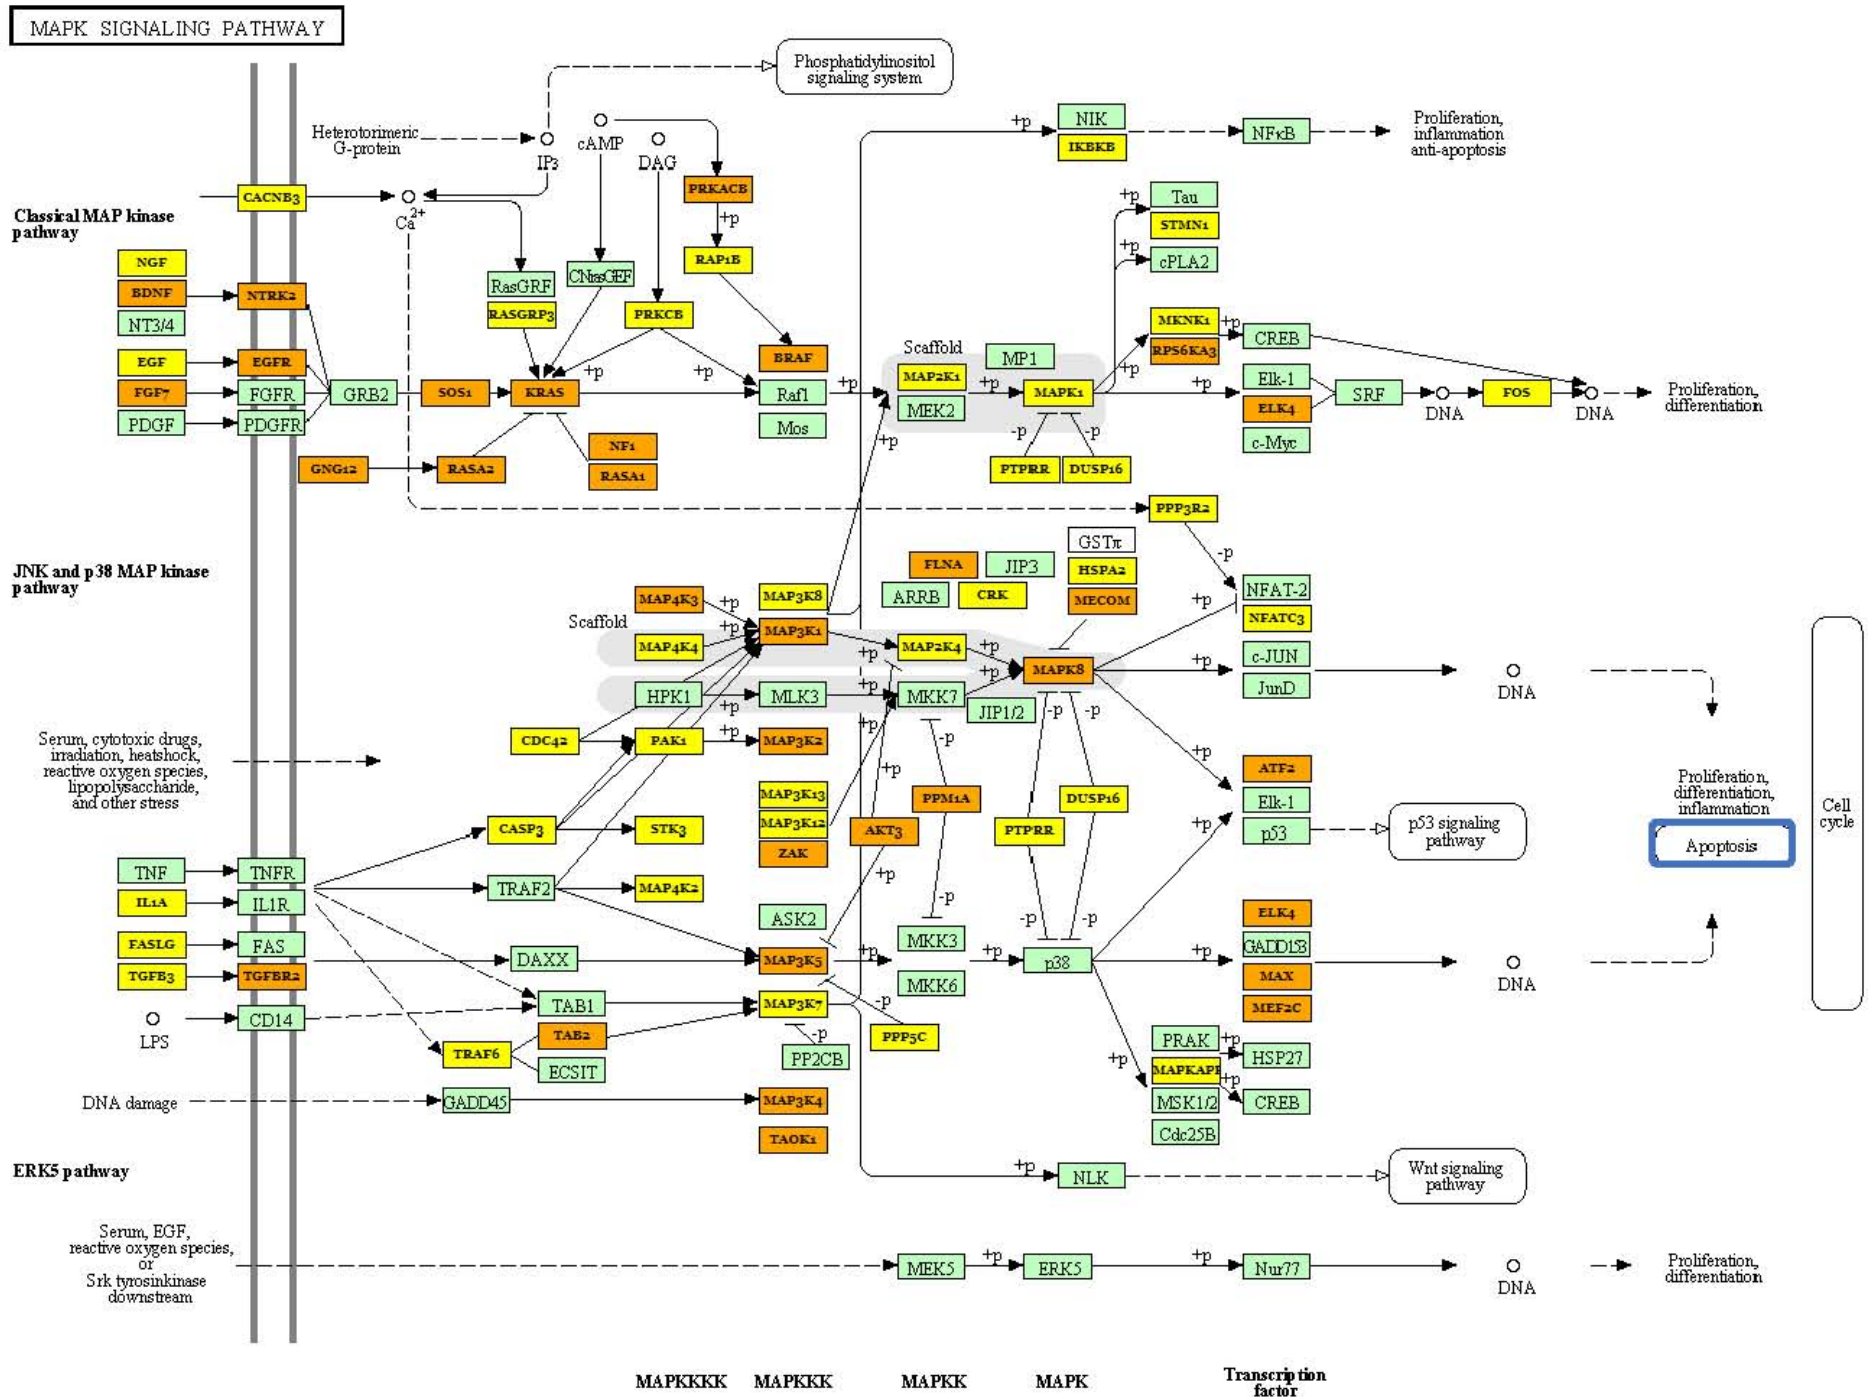 MAPK SIGNALING PATHWAY
Phosphatidylinositol
signaling system
Heterotorimeric
G-protein
IP3
cAMP
DAG
+p
NIK
IKBKB
NFκB
Proliferation,
inflammation
anti-apoptosis
CACNB3
Ca2+
PRKACB
+p
Classical MAP kinase
pathway
Tau
STMN1
+p
cPLA2
+p
NGF
BDNF
NT3/4
NTRK2
RasGRF
RASGRP3
CNrasGEF
PRKCB
RAP1B
EGF
EGFR
FGF7
FGFR
PDGF
PDGFR
GRB2
SOS1
KRAS
+p
+p
BRAF
Raf1
Mos
+p
Scaffold
MAP2K1
MEK2
+p
MP1
MAPK1
+p
+p
MKNK1
RPS6KA3
+p
CREB
Elk-1
ELK4
c-Myc
SRF
DNA
FOS
DNA
Proliferation,
differentiation
GNG12
RASA2
NF1
RASA1
+p
-p
-p
PTPRR
DUSP16
PPP3R2
-p
JNK and p38 MAP kinase
pathway
GSTπ
HSPA2
MECOM
FLNA
JIP3
ARRB
CRK
NFAT-2
NFATC3
+p
MAP4K3
+p
MAP3K8
Scaffold
MAP4K4
+p
MAP3K1
+p
MAP2K4
+p
MAPK8
+p
c-JUN
JunD
DNA
HPK1
MLK3
+p
+p
MKK7
+p
JIP1/2
-p
-p
CDC42
PAK1
+p
MAP3K2
+p
+p
-p
Serum, cytotoxic drugs,
irradiation, heatshock,
reactive oxygen species,
lipopolysaccharide,
and other stress
MAP3K13
MAP3K12
ZAK
AKT3
PPM1A
DUSP16
PTPRR
+p
ATF2
Elk-1
p53
+p
p53 signaling
pathway
Proliferation,
differentiation,
inflammation
Apoptosis
Cell
cycle
CASP3
STK3
TNF
TNFR
IL1A
IL1R
TRAF2
MAP4K2
+p
-p
ASK2
FASLG
FAS
TGFB3
TGFBR2
DAXX
MAP3K5
+p
MKK3
MKK6
+p
-p
-p
p38
+p
ELK4
MAX
MEF2C
DNA
LPS
CD14
TAB1
MAP3K7
-p
TRAF6
TAB2
ECSIT
-p
PP2CB
PPP5C
+p
PRAK
+p
HSP27
+p
MSK1/2
CREB
Cdc25B
DNA damage
GADD45
MAP3K4
TAOK1
ERK5 pathway
+p
NLK
Wnt signaling
pathway
Serum, EGF,
reactive oxygen species,
or
Srk tyrosinkinase
downstream
MEK5
+p
ERK5
+p
Nur77
DNA
Proliferation,
differentiation
MAPKKKK
MAPKKK
MAPKK
MAPK
Transcription
factor